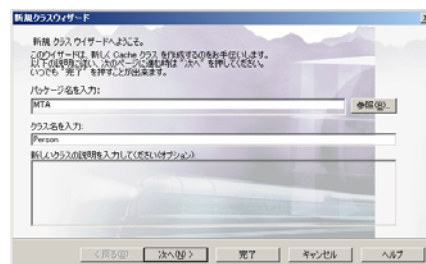 新規クラスウィザード
新規 クラス ウイザードへようこそ。
このウィザードは、新しく Cache クラス を作成するのをお手伝いします。
以下の説明に従い、次のページに進む時は "次へ" を押してください。
いつでも "完了" を押すことが出来ます。
パッケージ名を入力:
MTA
参照(R)..
クラス名を入力:
Person
新しいクラスの説明を入力してください(オプション)
< 戻る(B)
次へ(N) >
完了
キャンセル
ヘルプ